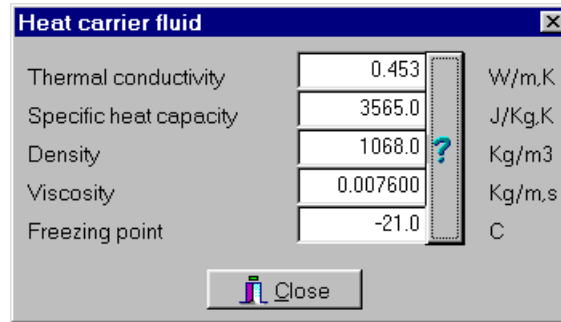 Heat carrier fluid
Thermal conductivity 0.453 W/m,K
Specific heat capacity 3565.0 J/Kg,K
Density 1068.0 ? Kg/m3
Viscosity 0.007600 Kg/m,s
Freezing point -21.0 C
Close